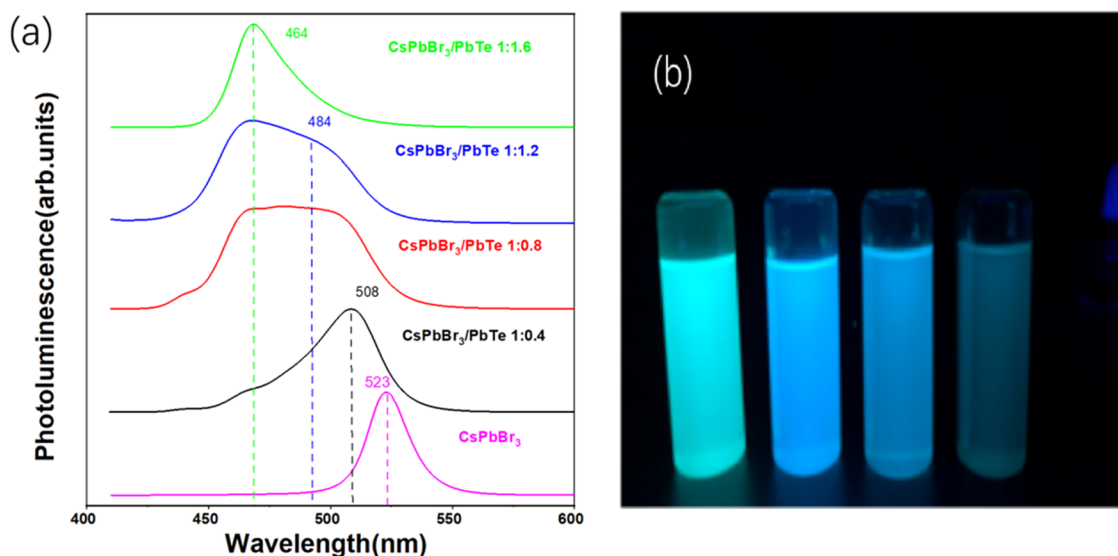 (a)
464
CsPbBr₃/PbTe 1:1.6
484
CsPbBr₃/PbTe 1:1.2
CsPbBr₃/PbTe 1:0.8
508
CsPbBr₃/PbTe 1:0.4
523
CsPbBr₃
Photoluminescence(arb.units)
400 450 500 550 600
Wavelength(nm)
(b)